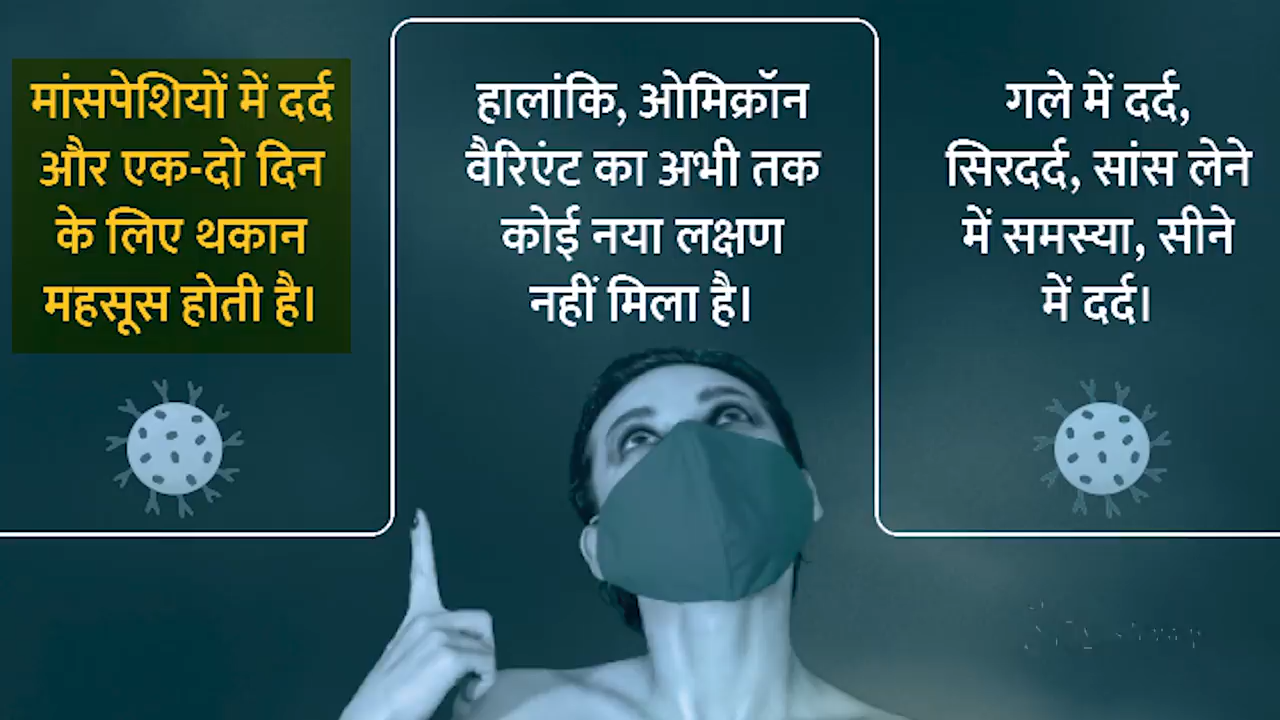 मांसपेशियों में दर्द
और एक-दो दिन
के लिए थकान
महसूस होती है।
हालांकि, ओमिक्रॉन
वैरिएंट का अभी तक
कोई नया लक्षण
नहीं मिला है।
गले में दर्द,
सिरदर्द, सांस लेने
में समस्या, सीने
में दर्द।